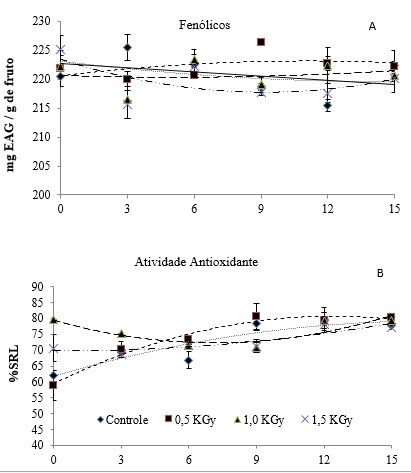 Fenólicos
A
mg EAG / g de fruto
230
225
220
215
210
205
200
0 3 6 9 12 15
Atividade Antioxidante
B
%SRL
90
85
80
75
70
65
60
55
50
45
40
Controle 0,5 KGy 1,0 KGy 1,5 KGy
0 3 6 9 12 15